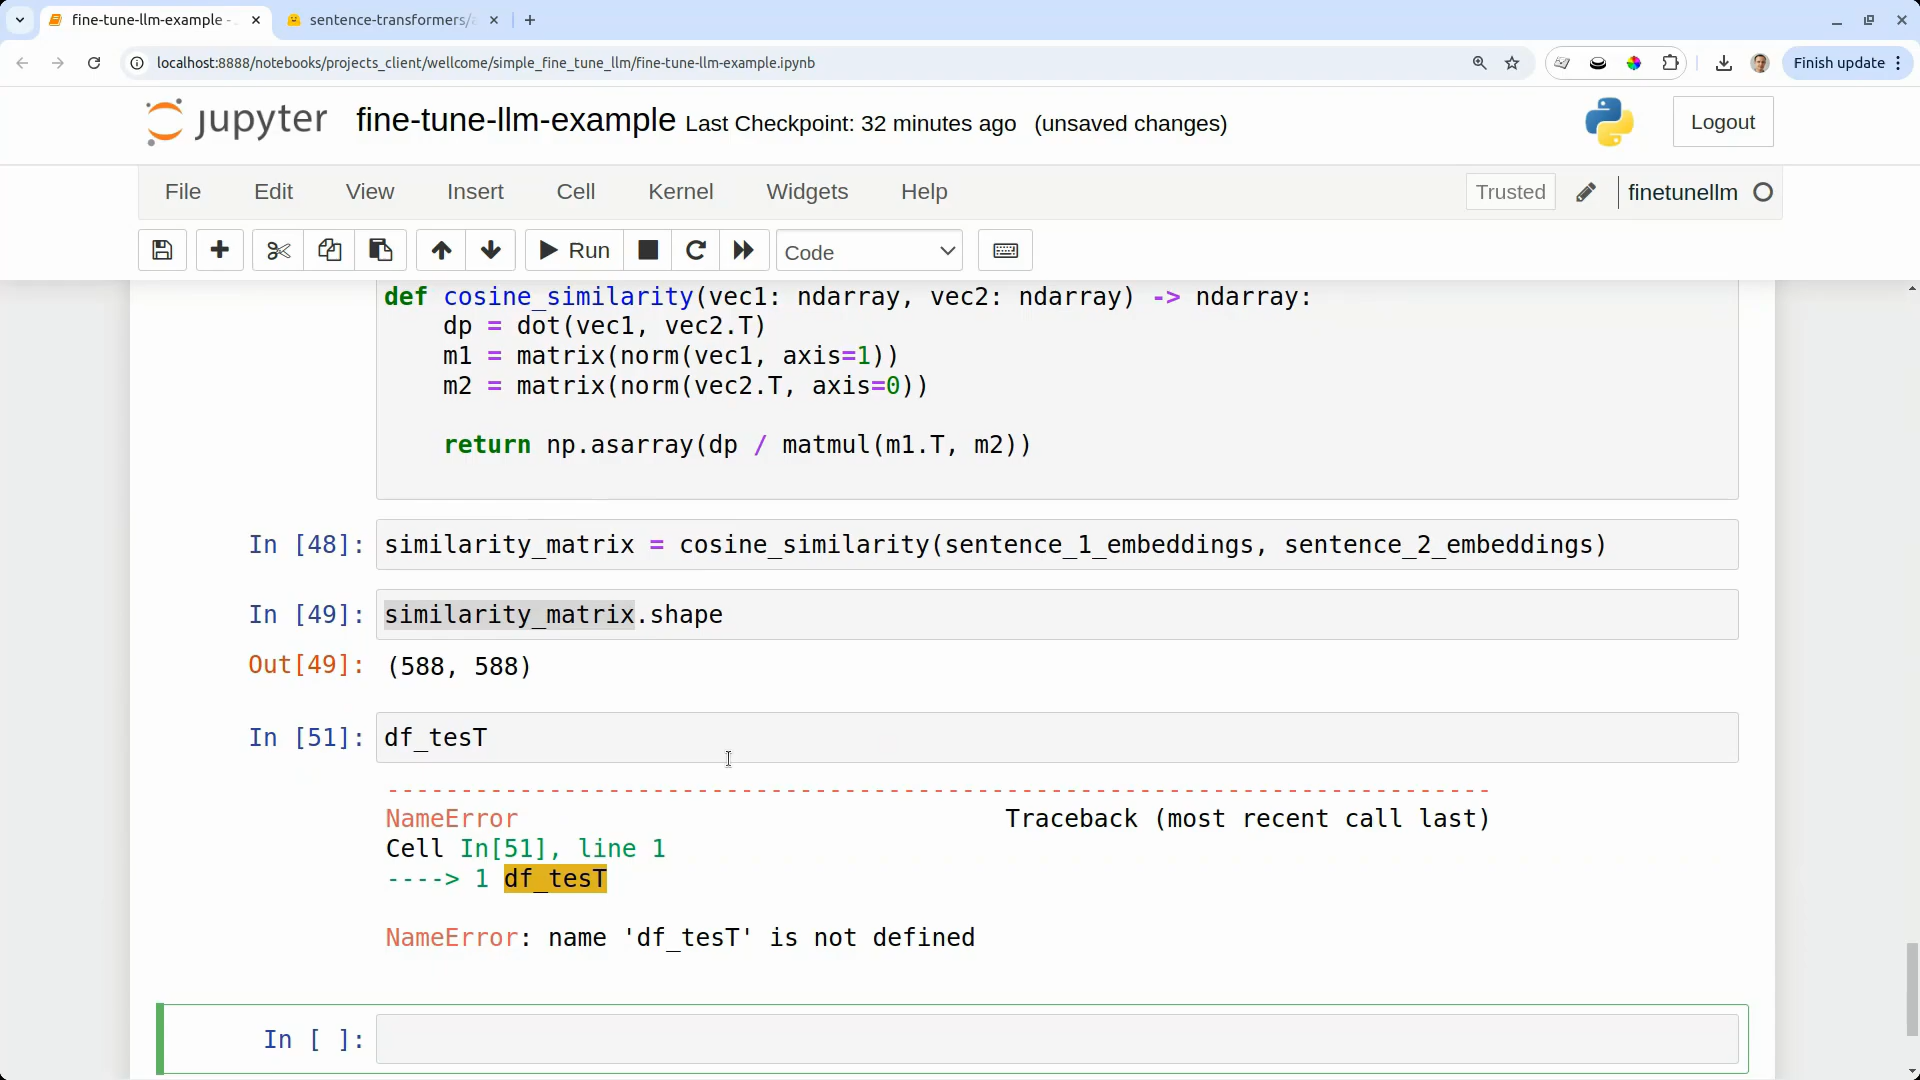 fine-tune-llm-example -
sentence-transformers/
localhost:8888/notebooks/projects_client/wellcome/simple_fine_tune_llm/fine-tune-llm-example.ipynb
Finish update
jupyter fine-tune-llm-example Last Checkpoint: 32 minutes ago (unsaved changes)
Logout
File Edit View Insert Cell Kernel Widgets Help
Trusted
finetunellm
Run
Code
def cosine_similarity(vec1: ndarray, vec2: ndarray) -> ndarray:
dp = dot(vec1, vec2.T)
m1 = matrix(norm(vec1, axis=1))
m2 = matrix(norm(vec2.T, axis=0))
return np.asarray(dp / matmul(m1.T, m2))
In [48]: similarity_matrix = cosine_similarity(sentence_1_embeddings, sentence_2_embeddings)
In [49]: similarity_matrix.shape
Out[49]: (588, 588)
In [51]: df_tesT
---------------------------------------------------------------------------
NameError Traceback (most recent call last)
Cell In[51], line 1
----> 1 df_tesT
NameError: name 'df_tesT' is not defined
In [ ]: